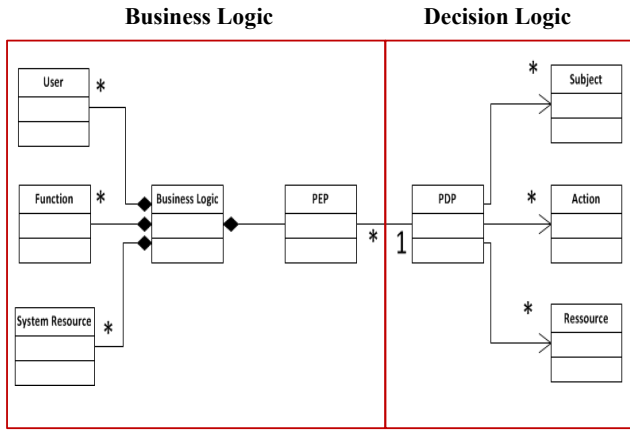 Business Logic
Decision Logic
User
*
Subject
*
Function
*
Business Logic
PEP
*
1
PDP
Action
*
System Resource
*
Ressource
*